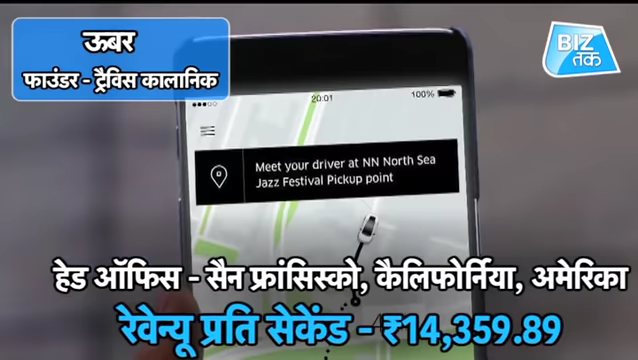 ऊबर
फाउंडर - ट्रैविस कालानिक
BIZ
तक
20:01
100%
Meet your driver at NN North Sea
Jazz Festival Pickup point
हेड ऑफिस - सैन फ्रांसिस्को, कैलिफोर्निया, अमेरिका
रेवेन्यू प्रति सेकेंड - ₹14,359.89